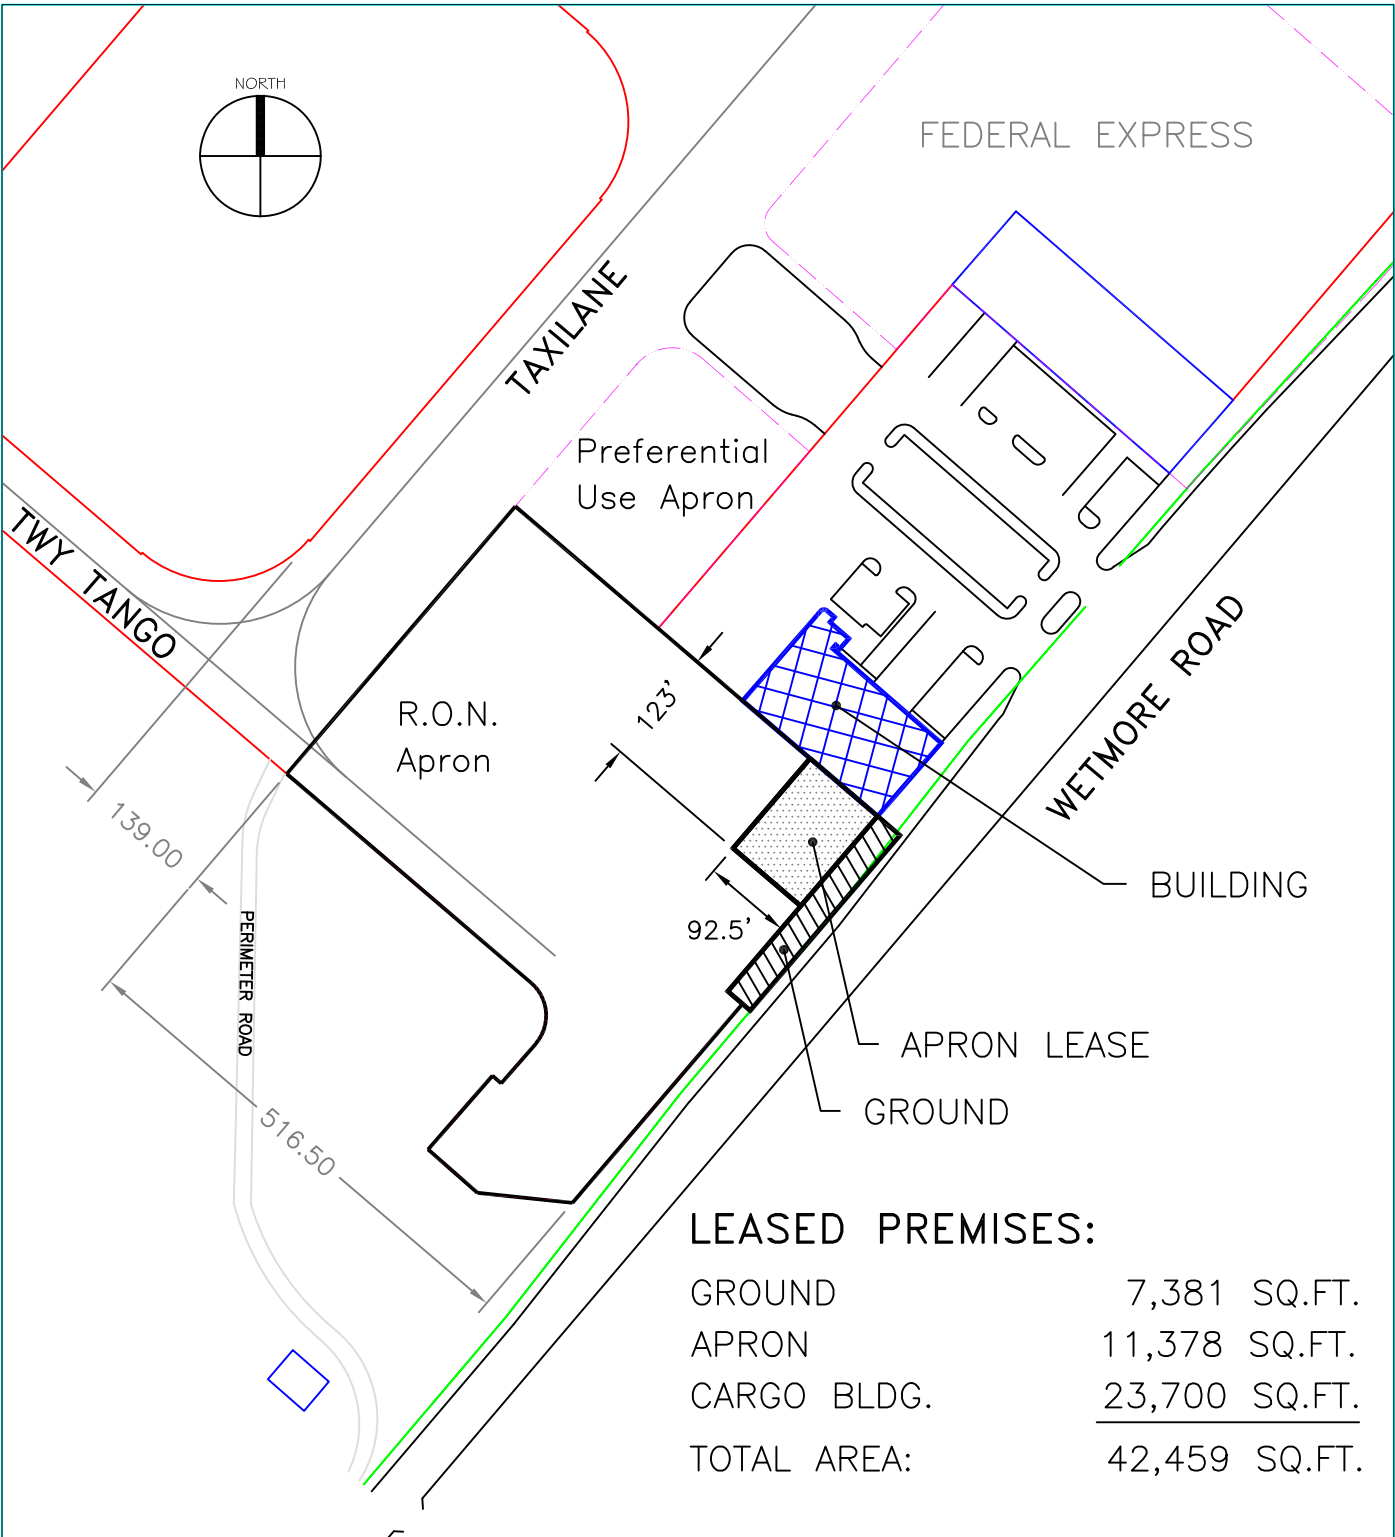 NORTH
FEDERAL EXPRESS
TAXILANE
Preferential
Use Apron
TWY TANGO
R.O.N.
Apron
123'
WETMORE ROAD
139.00
BUILDING
PERIMETER ROAD
92.5'
APRON LEASE
GROUND
516.50
LEASED PREMISES:
GROUND 7,381 SQ.FT.
APRON 11,378 SQ.FT.
CARGO BLDG. 23,700 SQ.FT.
TOTAL AREA: 42,459 SQ.FT.